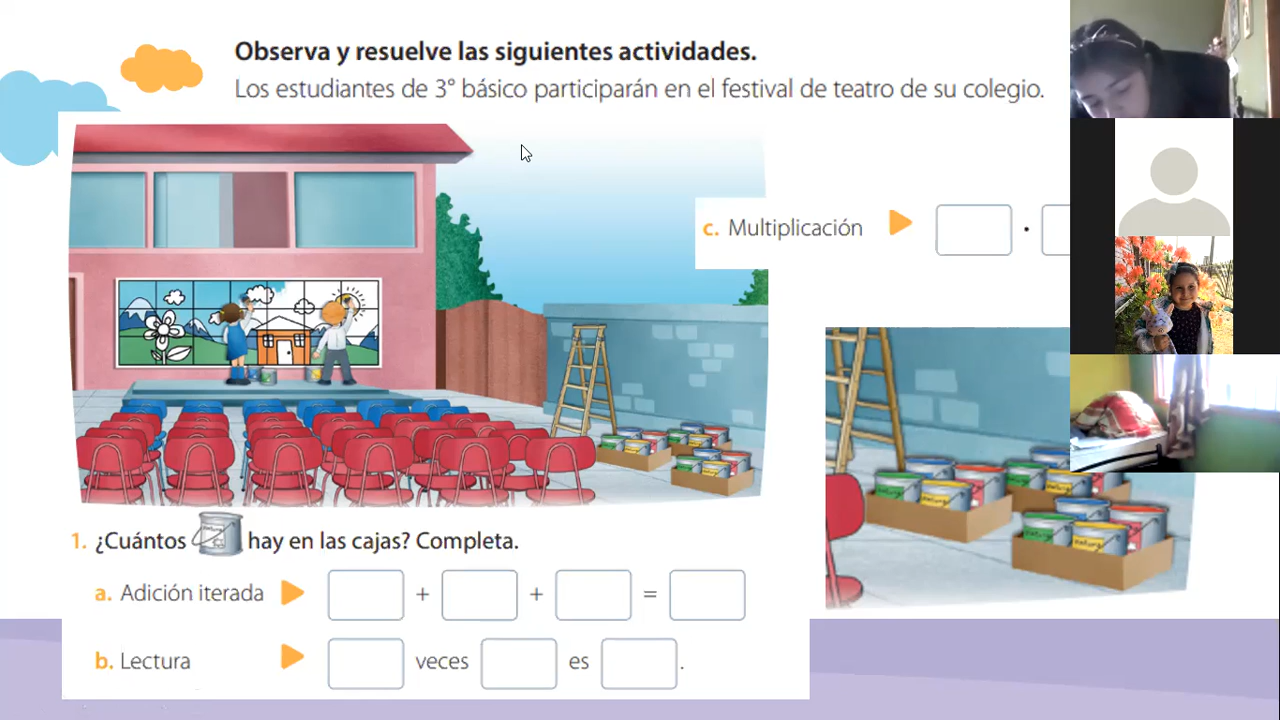 Observa y resuelve las siguientes actividades.
Los estudiantes de 3° básico participarán en el festival de teatro de su colegio.
c. Multiplicación ·
1. ¿Cuántos hay en las cajas? Completa.
a. Adición iterada + + =
b. Lectura veces es .